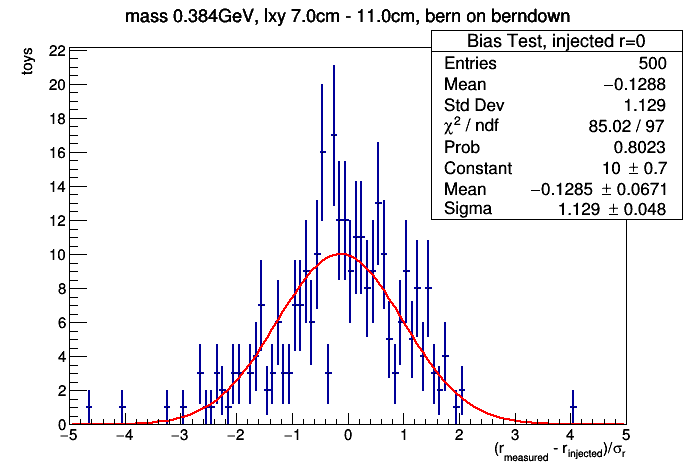 mass 0.384GeV, lxy 7.0cm - 11.0cm, bern on berndown
Bias Test, injected r=0
Entries 500
Mean −0.1288
Std Dev 1.129
χ² / ndf 85.02 / 97
Prob 0.8023
Constant 10 ± 0.7
Mean −0.1285 ± 0.0671
Sigma 1.129 ± 0.048
toys
22
20
18
16
14
12
10
8
6
4
2
0
−5 −4 −3 −2 −1 0 1 2 3 4 5
(r_measured - r_injected)/σ_r